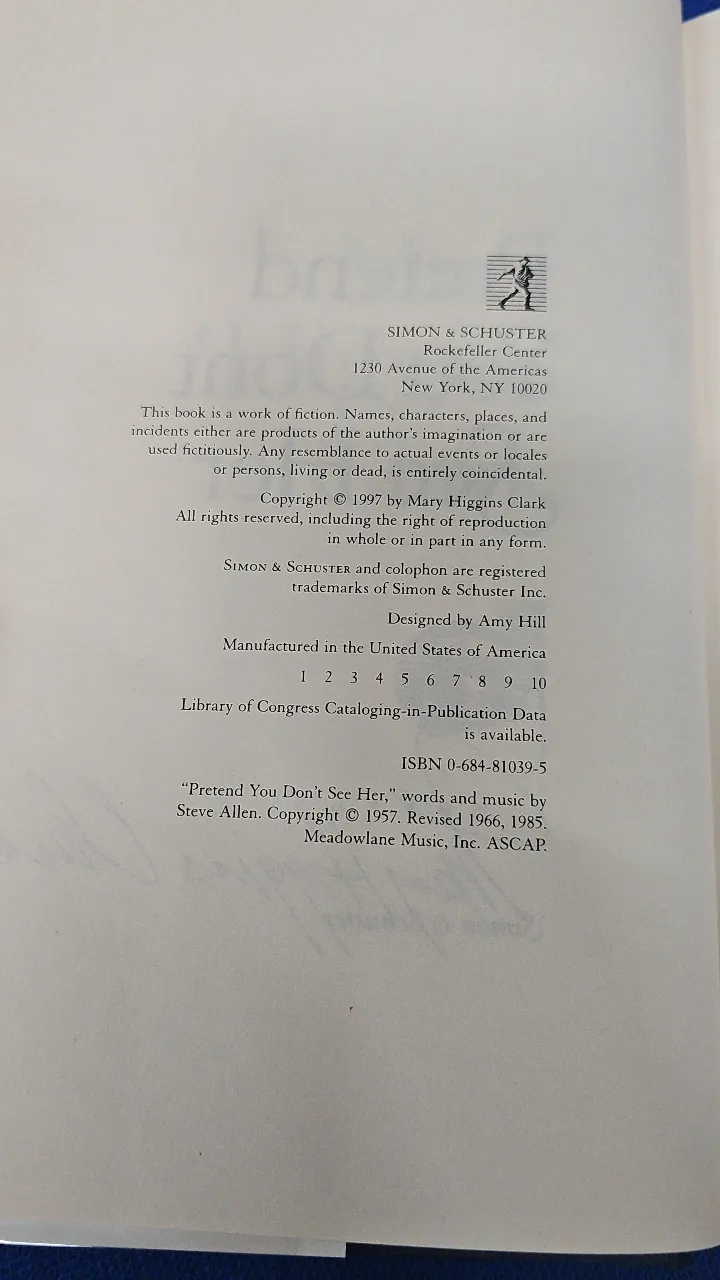 SIMON & SCHUSTER
Rockefeller Center
1230 Avenue of the Americas
New York, NY 10020
This book is a work of fiction. Names, characters, places, and
incidents either are products of the author's imagination or are
used fictitiously. Any resemblance to actual events or locales
or persons, living or dead, is entirely coincidental.
Copyright © 1997 by Mary Higgins Clark
All rights reserved, including the right of reproduction
in whole or in part in any form.
SIMON & SCHUSTER and colophon are registered
trademarks of Simon & Schuster Inc.
Designed by Amy Hill
Manufactured in the United States of America
1 2 3 4 5 6 7 8 9 10
Library of Congress Cataloging-in-Publication Data
is available.
ISBN 0-684-81039-5
“Pretend You Don't See Her,” words and music by
Steve Allen. Copyright © 1957. Revised 1966, 1985.
Meadowlane Music, Inc. ASCAP.